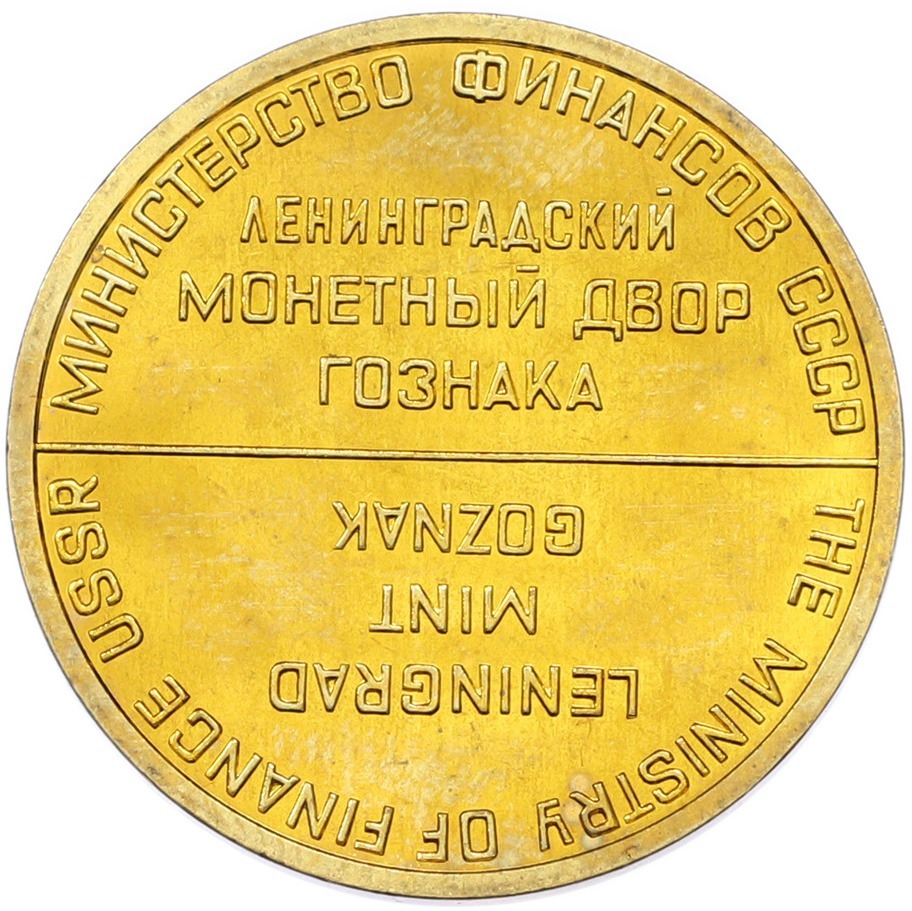 МИНИСТЕРСТВО ФИНАНСОВ СССР
ЛЕНИНГРАДСКИЙ
МОНЕТНЫЙ ДВОР
ГОЗНАКА
THE MINISTRY OF FINANCE USSR
LENINGRAD
MINT
GOZNAK